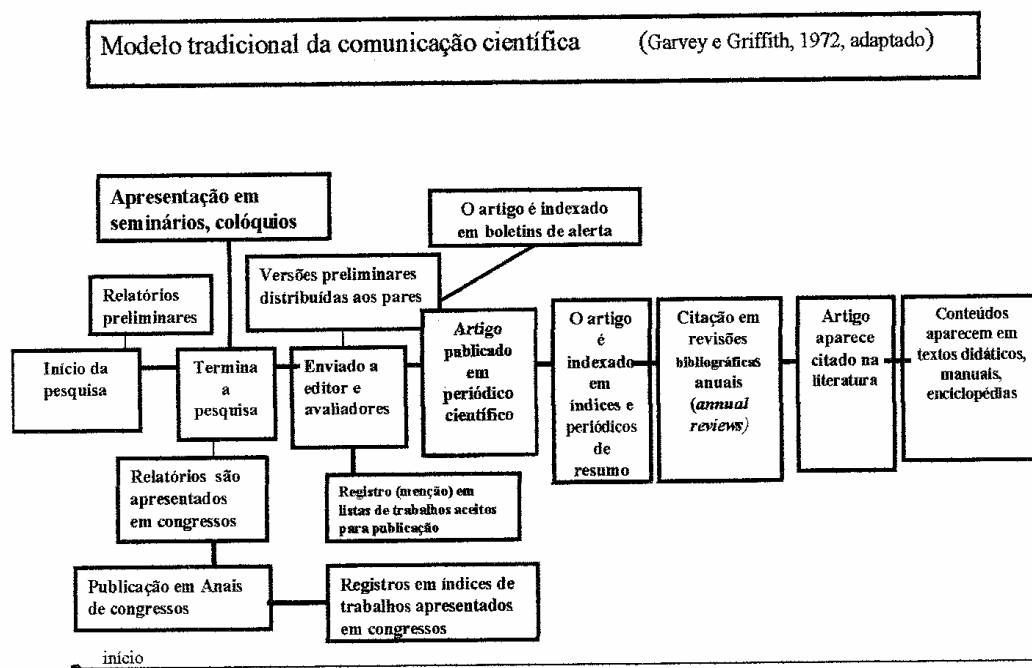 Modelo tradicional da comunicação científica (Garvey e Griffith, 1972, adaptado)
Apresentação em
seminários, colóquios
O artigo é indexado
em boletins de alerta
Versões preliminares
distribuídas aos pares
Relatórios
preliminares
Início da
pesquisa
Termina
a
pesquisa
Enviado a
editor e
avaliadores
Artigo
publicado
em
periódico
científico
O artigo
é
indexado
em
índices e
periódicos
de
resumo
Citação em
revisões
bibliográficas
anuais
(annual
reviews)
Artigo
aparece
citado na
literatura
Conteúdos
aparecem em
textos didáticos,
manuais,
enciclopédias
Relatórios são
apresentados
em congressos
Registro (menção) em
listas de trabalhos aceitos
para publicação
Publicação em Anais
de congressos
Registros em índices de
trabalhos apresentados
em congressos
início